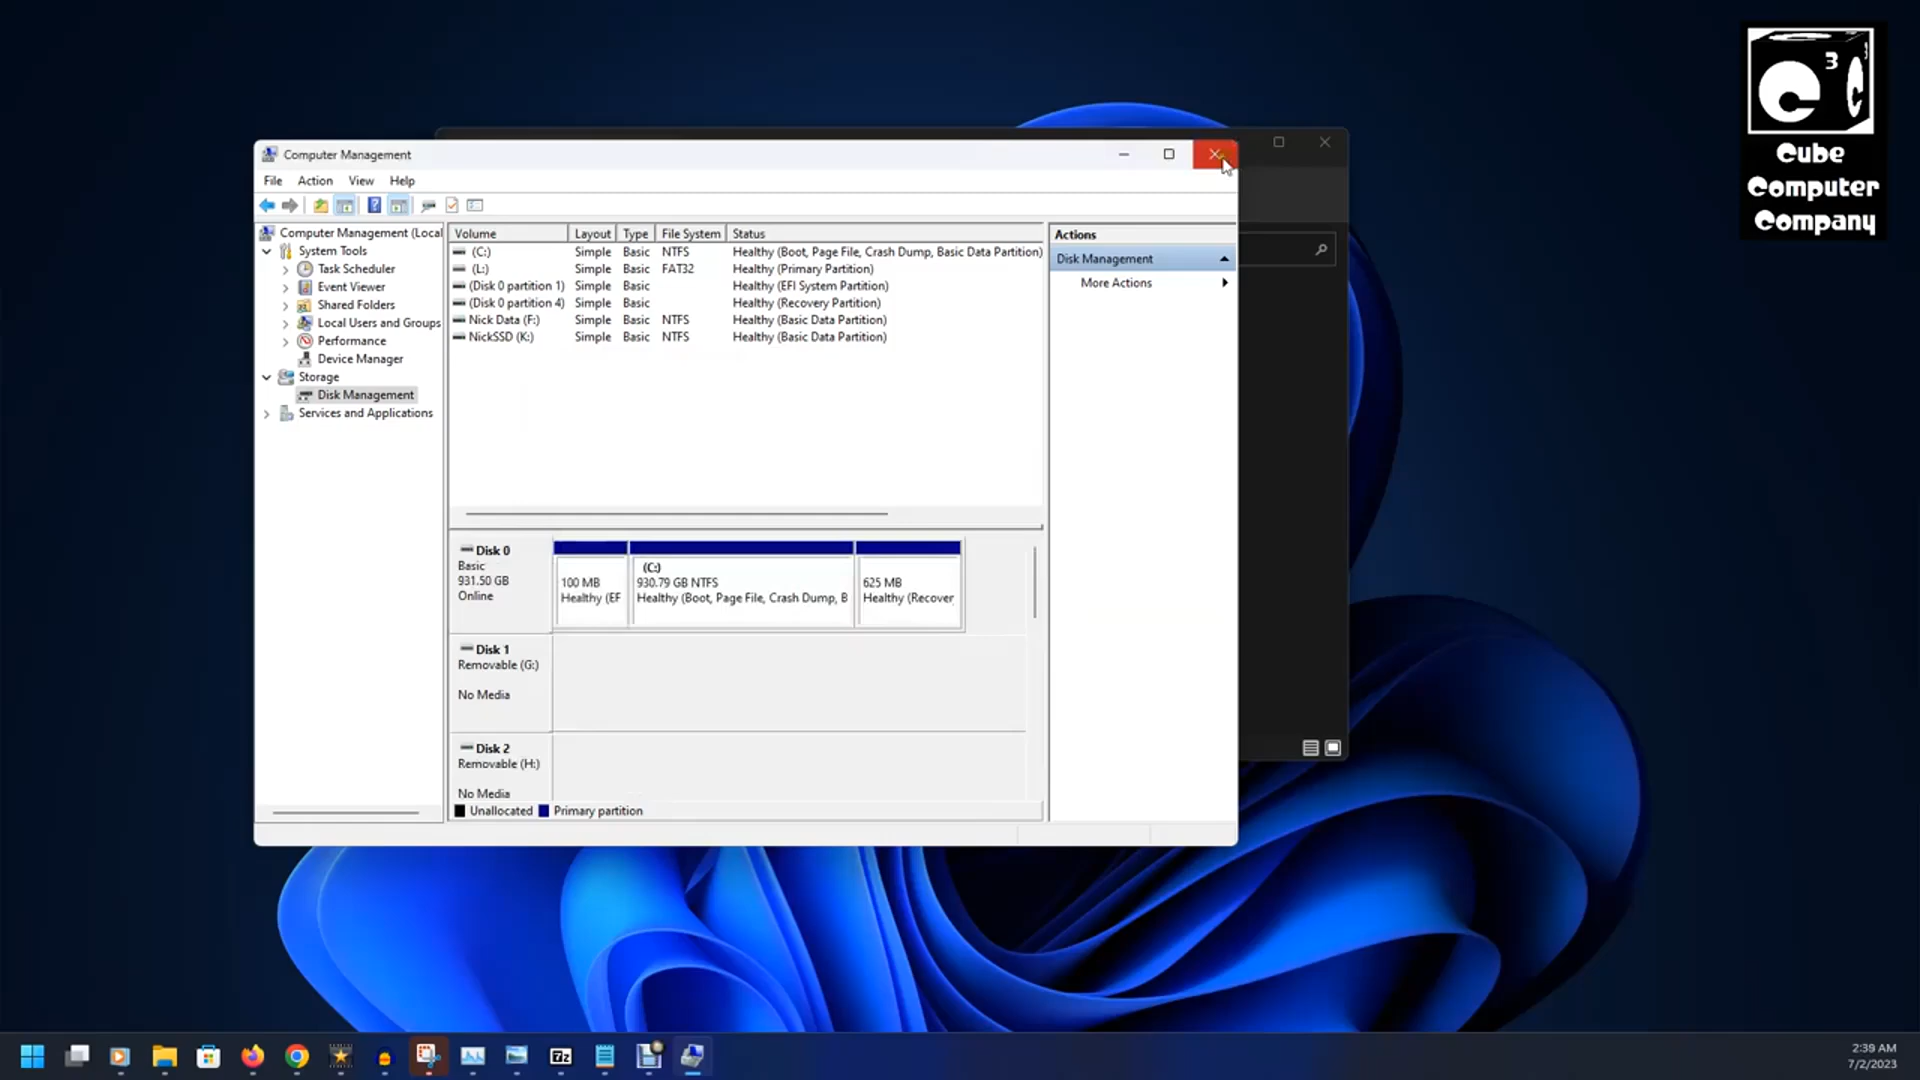 Cube
Computer
Company
Computer Management
File Action View Help
Computer Management (Local
System Tools
Task Scheduler
Event Viewer
Shared Folders
Local Users and Groups
Performance
Device Manager
Storage
Disk Management
Services and Applications
Volume Layout Type File System Status
(C:) Simple Basic NTFS Healthy (Boot, Page File, Crash Dump, Basic Data Partition)
(L:) Simple Basic FAT32 Healthy (Primary Partition)
(Disk 0 partition 1) Simple Basic Healthy (EFI System Partition)
(Disk 0 partition 4) Simple Basic Healthy (Recovery Partition)
Nick Data (F:) Simple Basic NTFS Healthy (Basic Data Partition)
NickSSD (K:) Simple Basic NTFS Healthy (Basic Data Partition)
Actions
Disk Management
More Actions
Disk 0
Basic
931.50 GB
Online
100 MB
Healthy (EF
(C:)
930.79 GB NTFS
Healthy (Boot, Page File, Crash Dump, B
625 MB
Healthy (Recover
Disk 1
Removable (G:)
No Media
Disk 2
Removable (H:)
No Media
Unallocated Primary partition
7z
2:39 AM
7/2/2023